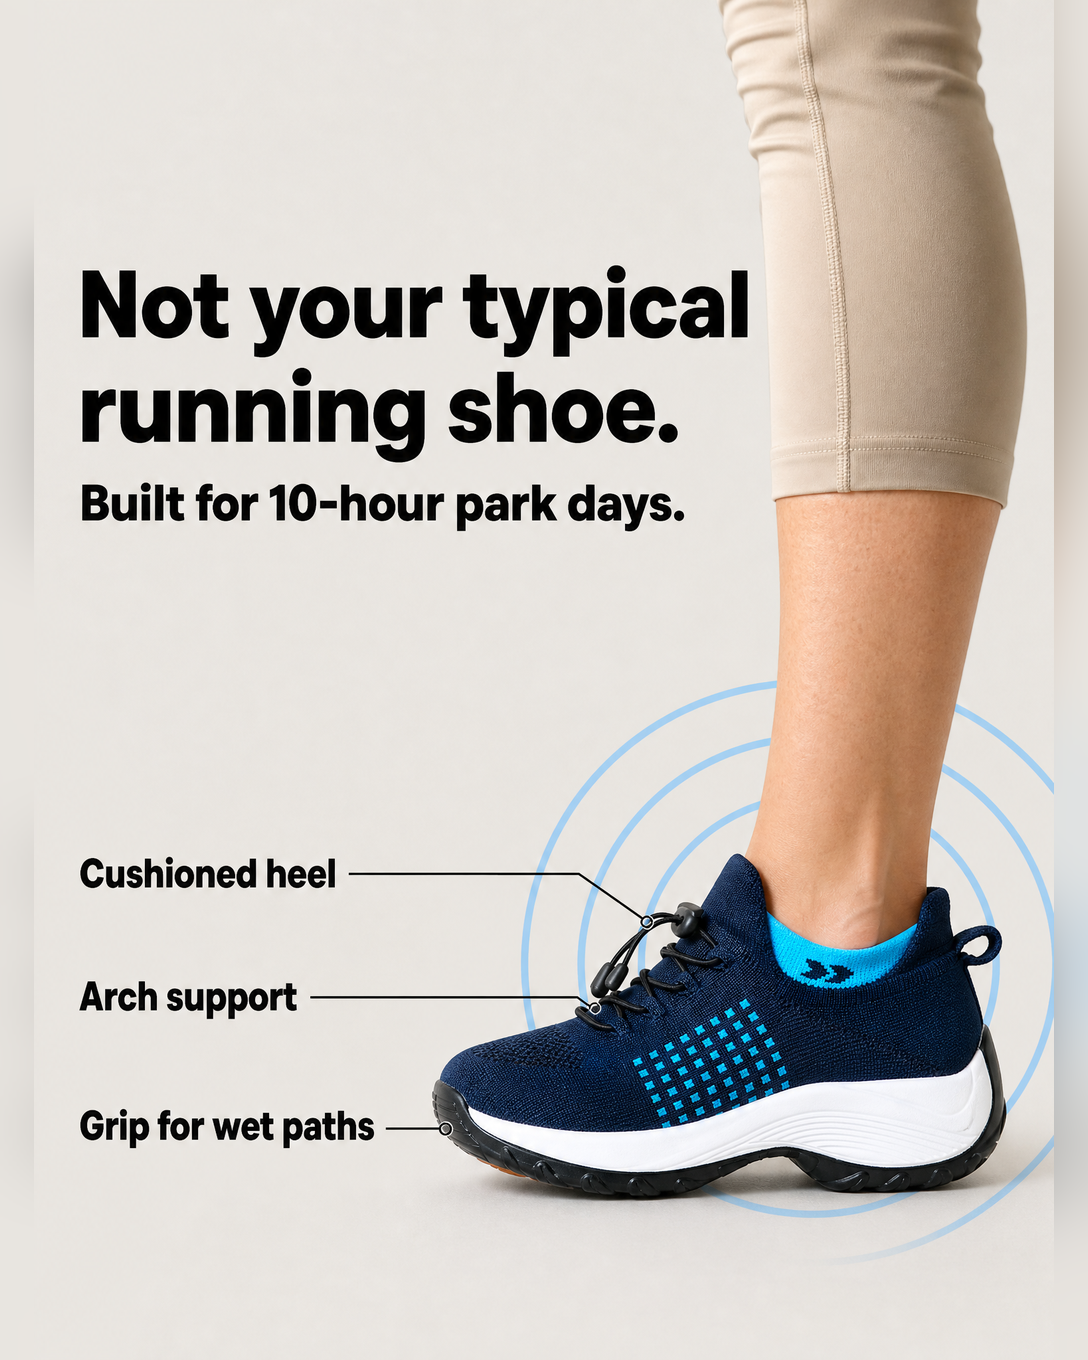 Not your typical
running shoe.
Built for 10-hour park days.
Cushioned heel
Arch support
Grip for wet paths